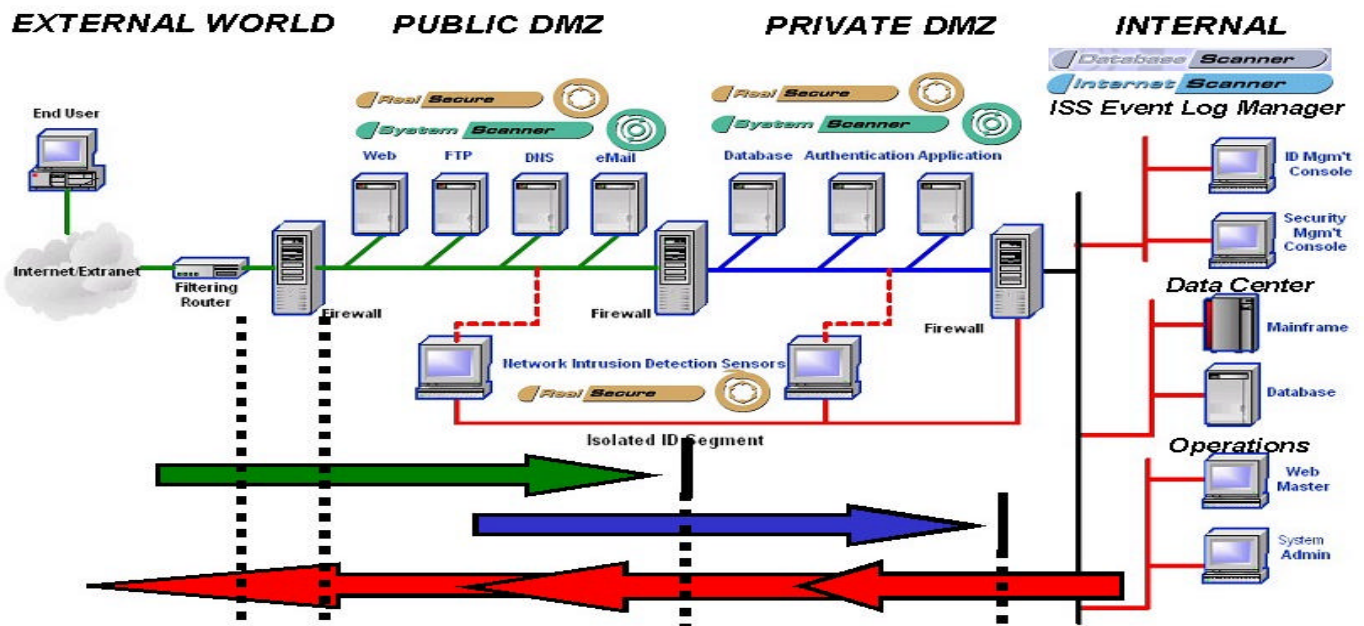 EXTERNAL WORLD
PUBLIC DMZ
PRIVATE DMZ
INTERNAL
Database Scanner
Internet Scanner
ISS Event Log Manager
End User
Real Secure
System Scanner
Real Secure
System Scanner
Web
FTP
DNS
eMail
Database
Authentication
Application
ID Mgm't
Console
Security
Mgm't
Console
Internet/Extranet
Filtering
Router
Firewall
Firewall
Firewall
Data Center
Mainframe
Network Intrusion Detection Sensors
Real Secure
Database
Isolated ID Segment
Operations
Web
Master
System
Admin